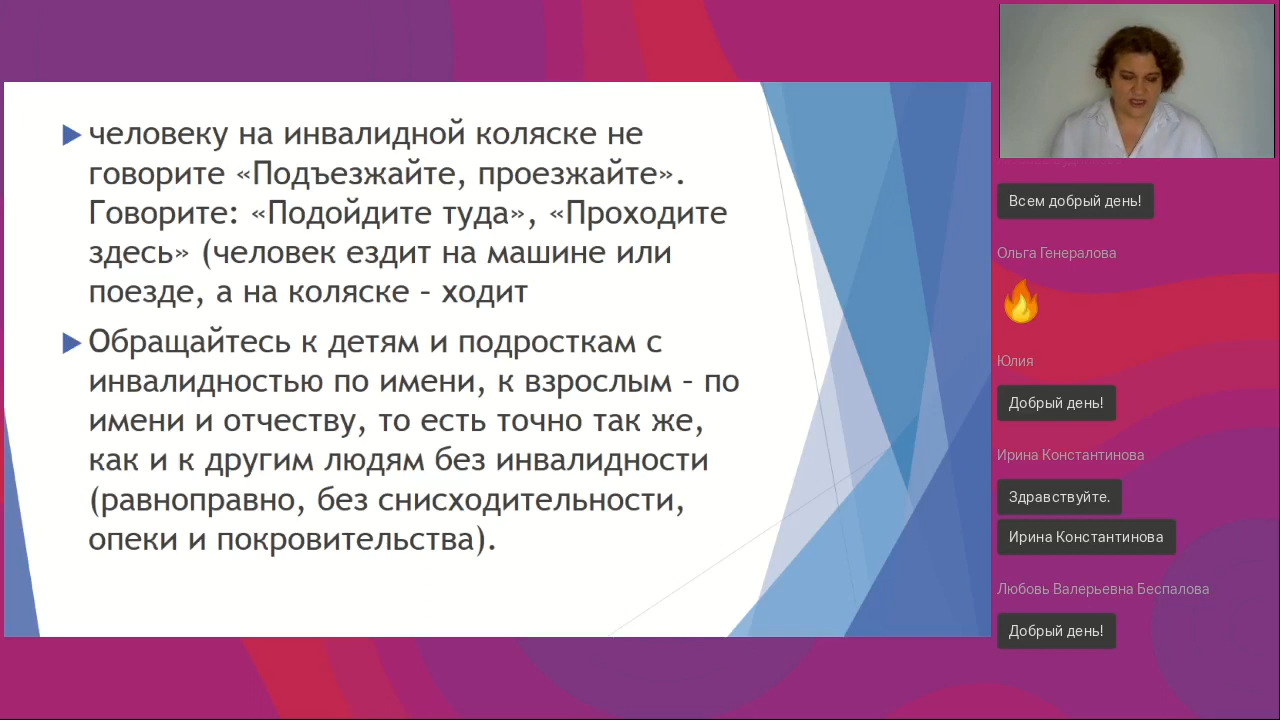 человеку на инвалидной коляске не
говорите «Подъезжайте, проезжайте».
Говорите: «Подойдите туда», «Проходите
здесь» (человек ездит на машине или
поезде, а на коляске – ходит
Обращайтесь к детям и подросткам с
инвалидностью по имени, к взрослым – по
имени и отчеству, то есть точно так же,
как и к другим людям без инвалидности
(равноправно, без снисходительности,
опеки и покровительства).
Всем добрый день!
Ольга Генералова
🔥
Юлия
Добрый день!
Ирина Константинова
Здравствуйте.
Ирина Константинова
Любовь Валерьевна Беспалова
Добрый день!